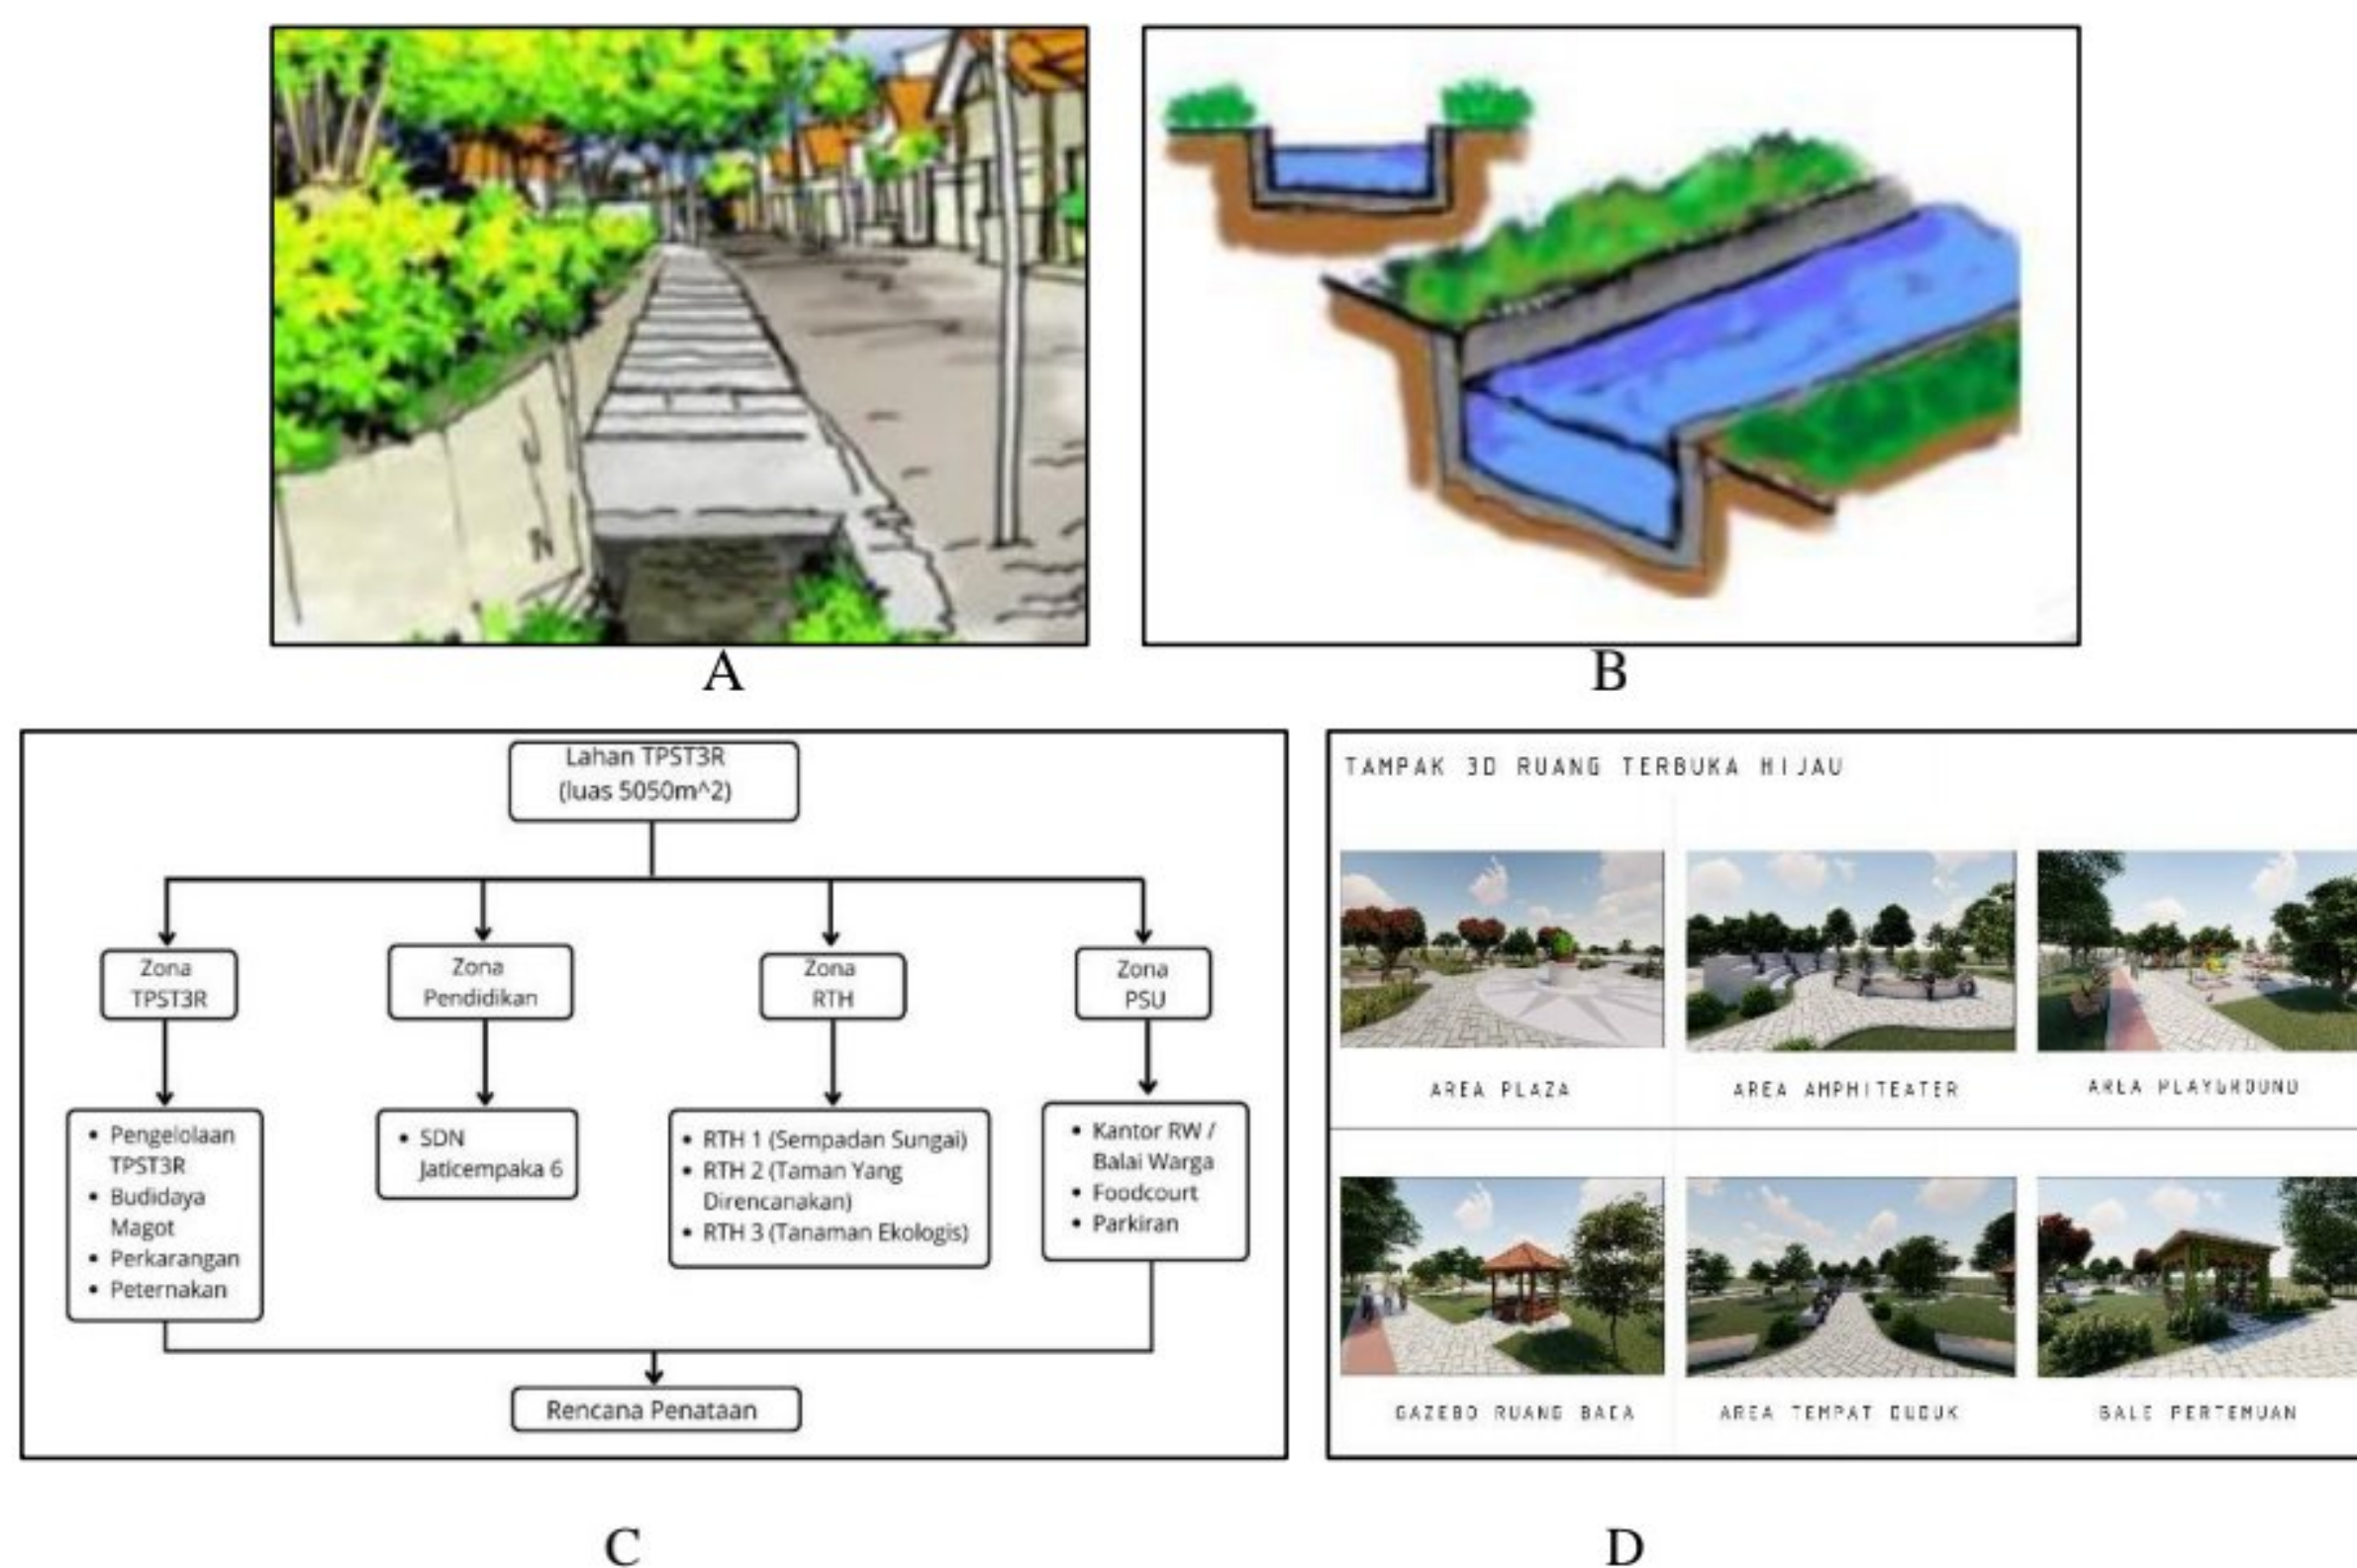 A
B
Lahan TPST3R
(luas 5050m^2)
Zona
TPST3R
Zona
Pendidikan
Zona
RTH
Zona
PSU
• Pengelolaan
TPST3R
• Budidaya
Magot
• Perkarangan
• Peternakan
• SDN
Jaticempaka 6
• RTH 1 (Sempadan Sungai)
• RTH 2 (Taman Yang
Direncanakan)
• RTH 3 (Tanaman Ekologis)
• Kantor RW /
Balai Warga
• Foodcourt
• Parkiran
Rencana Penataan
C
TAMPAK 3D RUANG TERBUKA HIJAU
AREA PLAZA
AREA AMPHITEATER
AREA PLAYGROUND
GAZEBO RUANG BACA
AREA TEMPAT DUDUK
BALE PERTEMUAN
D